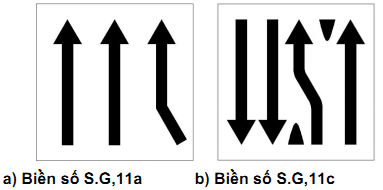 a) Biển số S.G,11a b) Biển số S.G,11c